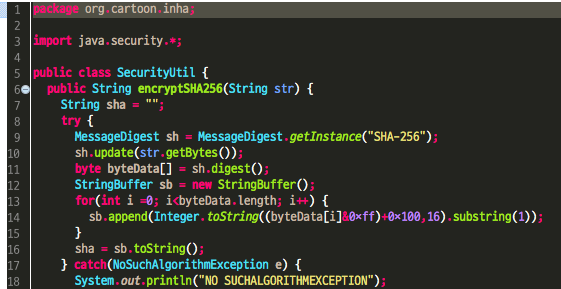 1 package org.cartoon.inha;
2
3 import java.security.*;
4
5 public class SecurityUtil {
6 public String encryptSHA256(String str) {
7 String sha = "";
8 try {
9 MessageDigest sh = MessageDigest.getInstance("SHA-256");
10 sh.update(str.getBytes());
11 byte byteData[] = sh.digest();
12 StringBuffer sb = new StringBuffer();
13 for(int i =0; i<byteData.length; i++) {
14 sb.append(Integer.toString((byteData[i]&0xff)+0x100,16).substring(1));
15 }
16 sha = sb.toString();
17 } catch(NoSuchAlgorithmException e) {
18 System.out.println("NO SUCHALGORITHMEXCEPTION");